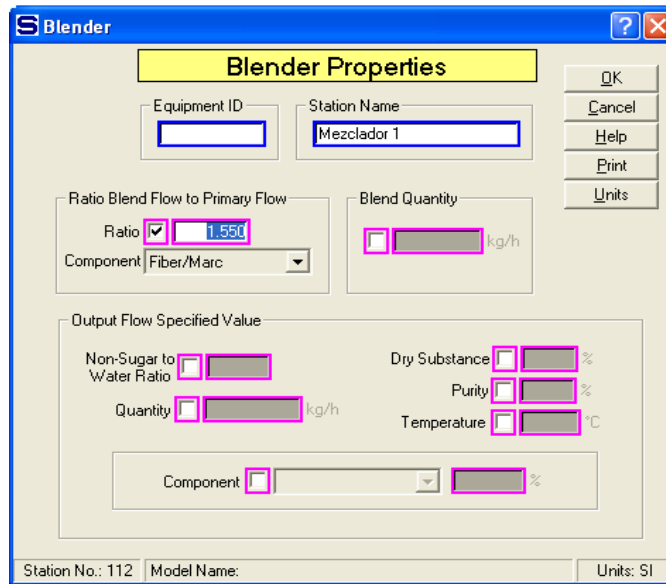 S Blender
Blender Properties
Equipment ID
Station Name
Mezclador 1
OK
Cancel
Help
Print
Units
Ratio Blend Flow to Primary Flow
Ratio 1.550
Component Fiber/Marc
Blend Quantity
kg/h
Output Flow Specified Value
Non-Sugar to
Water Ratio
Quantity kg/h
Dry Substance %
Purity %
Temperature °C
Component %
Station No.: 112 Model Name: Units: SI